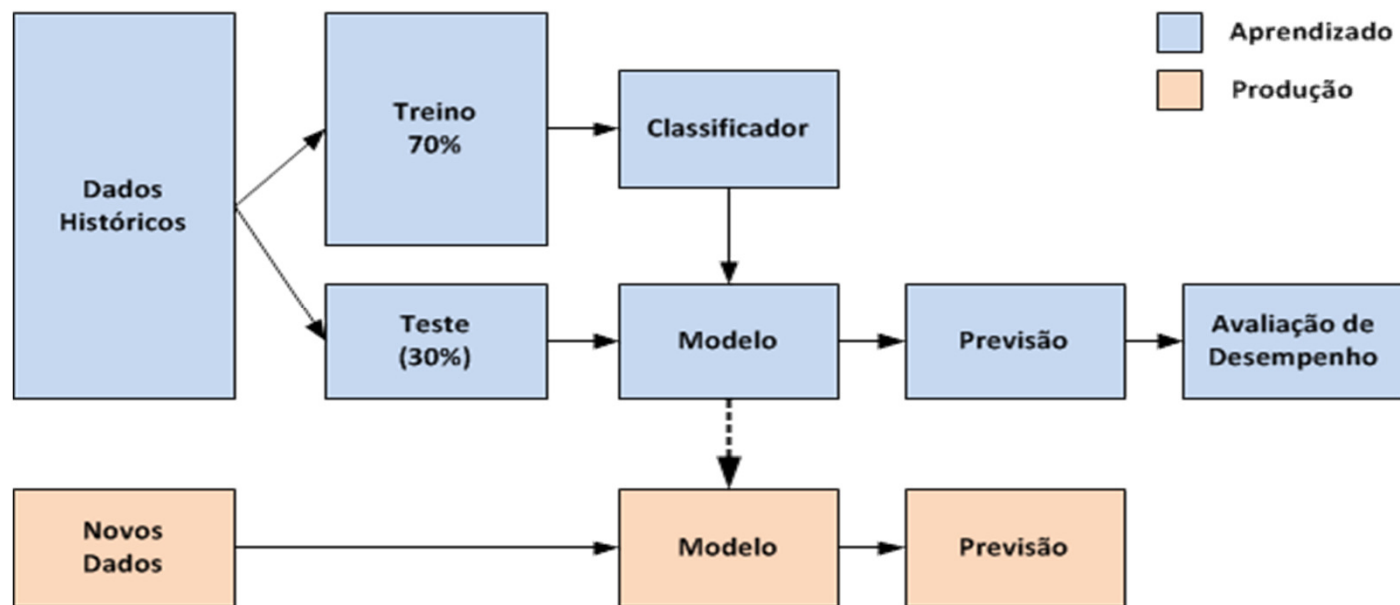 Dados
Históricos
Treino
70%
Classificador
Aprendizado
Produção
Teste
(30%)
Modelo
Previsão
Avaliação de
Desempenho
Novos
Dados
Modelo
Previsão